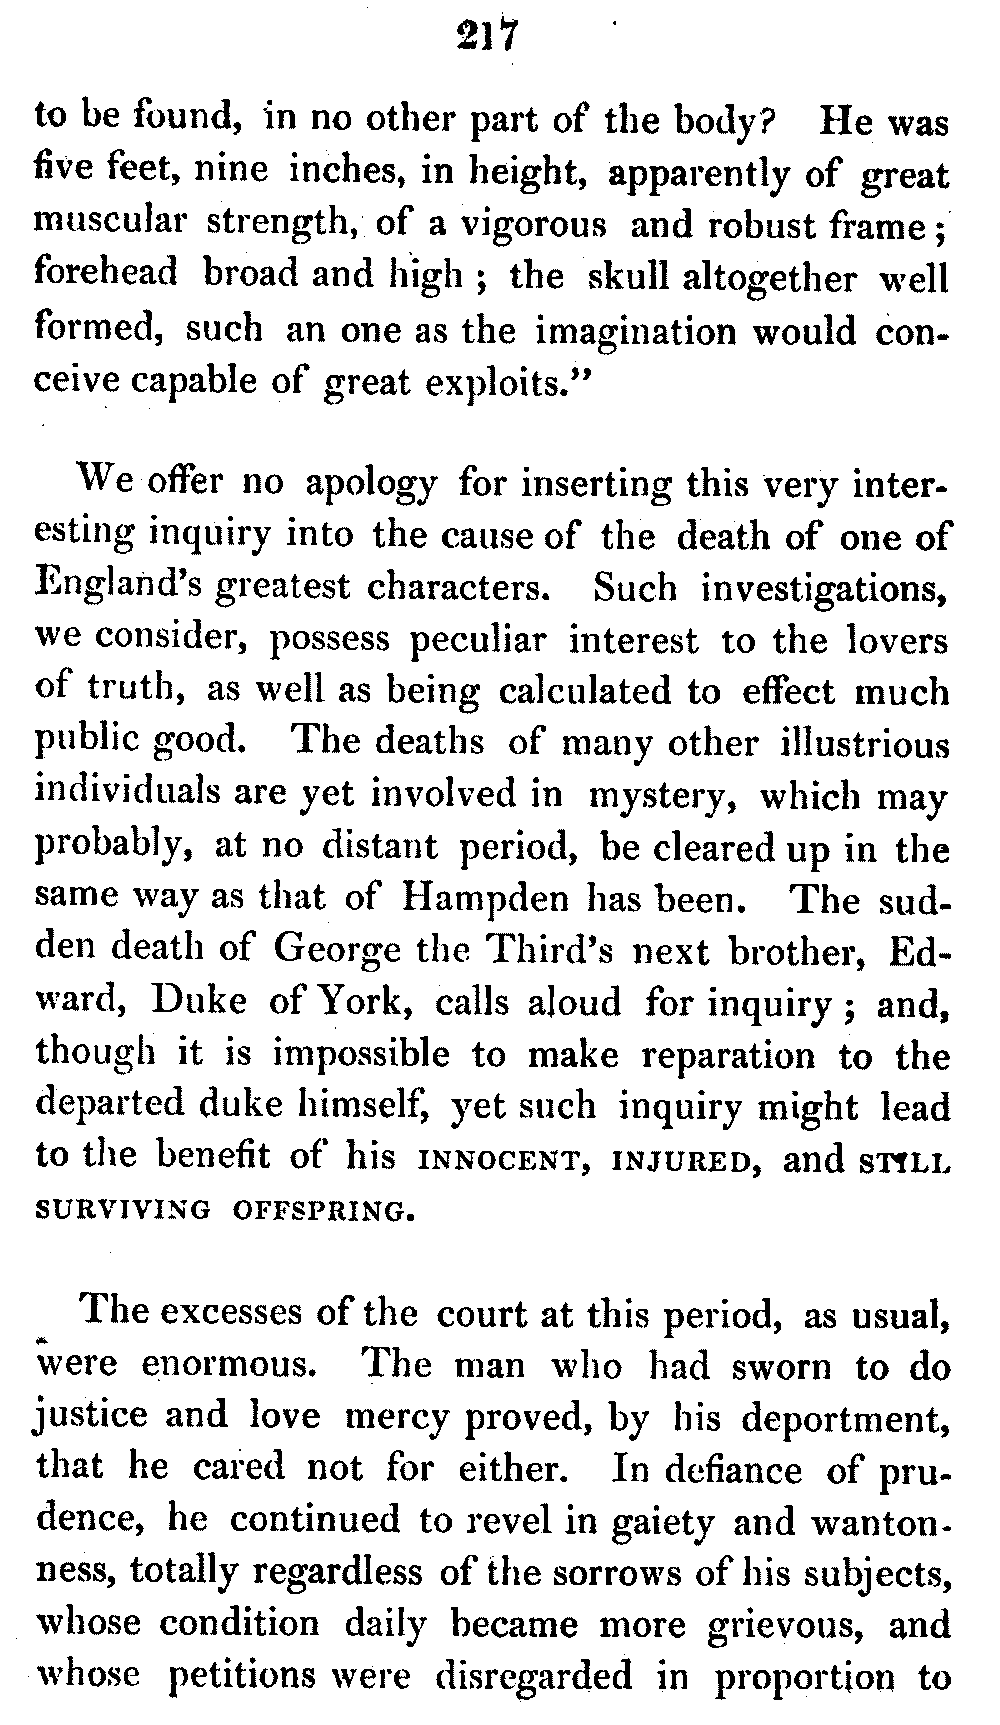 217
to be found, in no other part of the body? He was
five feet, nine inches, in height, apparently of great
muscular strength, of a vigorous and robust frame;
forehead broad and high; the skull altogether well
formed, such an one as the imagination would con-
ceive capable of great exploits."
We offer no apology for inserting this very inter-
esting inquiry into the cause of the death of one of
England's greatest characters. Such investigations,
we consider, possess peculiar interest to the lovers
of truth, as well as being calculated to effect much
public good. The deaths of many other illustrious
individuals are yet involved in mystery, which may
probably, at no distant period, be cleared up in the
same way as that of Hampden has been. The sud-
den death of George the Third's next brother, Ed-
ward, Duke of York, calls aloud for inquiry; and,
though it is impossible to make reparation to the
departed duke himself, yet such inquiry might lead
to the benefit of his INNOCENT, INJURED, and STILL
SURVIVING OFFSPRING.
The excesses of the court at this period, as usual,
were enormous. The man who had sworn to do
justice and love mercy proved, by his deportment,
that he cared not for either. In defiance of pru-
dence, he continued to revel in gaiety and wanton-
ness, totally regardless of the sorrows of his subjects,
whose condition daily became more grievous, and
whose petitions were disregarded in proportion to